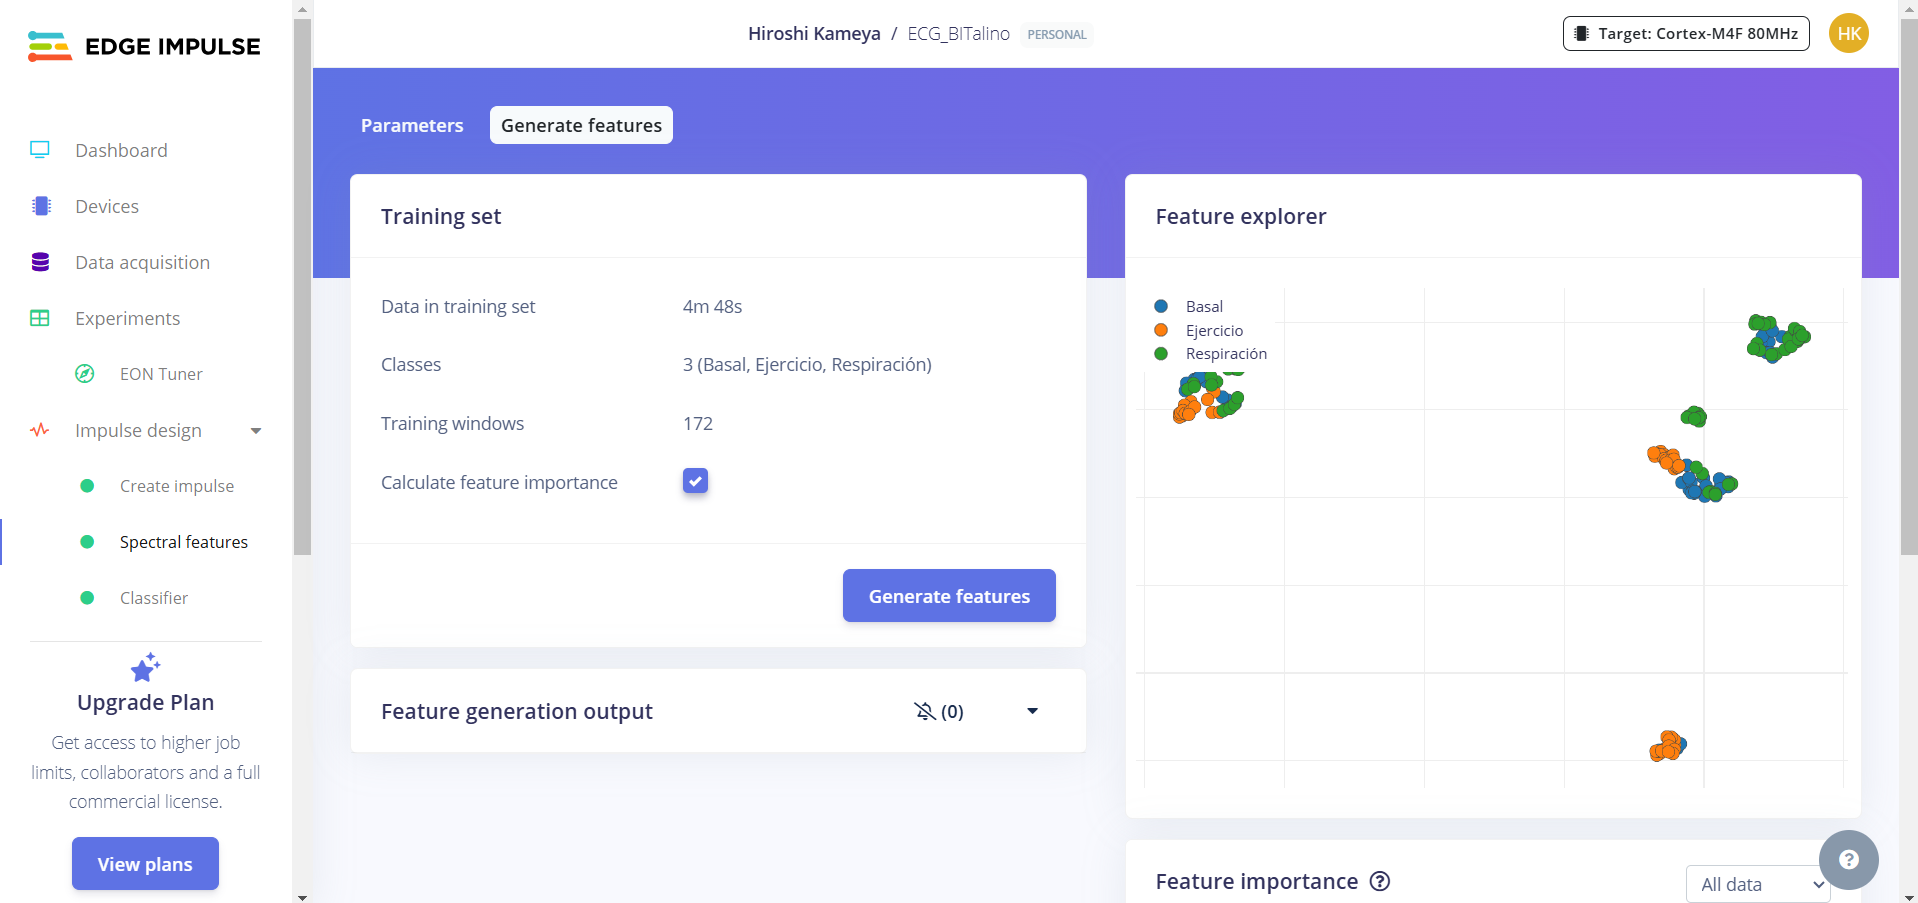 EDGE IMPULSE
Hiroshi Kameya / ECG_BITalino PERSONAL
Target: Cortex-M4F 80MHz
HK
Dashboard
Devices
Data acquisition
Experiments
EON Tuner
Impulse design
Create impulse
Spectral features
Classifier
Upgrade Plan
Get access to higher job
limits, collaborators and a full
commercial license.
View plans
Parameters
Generate features
Training set
Data in training set 4m 48s
Classes 3 (Basal, Ejercicio, Respiración)
Training windows 172
Calculate feature importance
Generate features
Feature generation output (0)
Feature explorer
Basal
Ejercicio
Respiración
Feature importance ?
All data
?